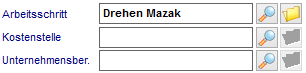 Arbeitsschritt Drehen Mazak
Kostenstelle
Unternehmensber.